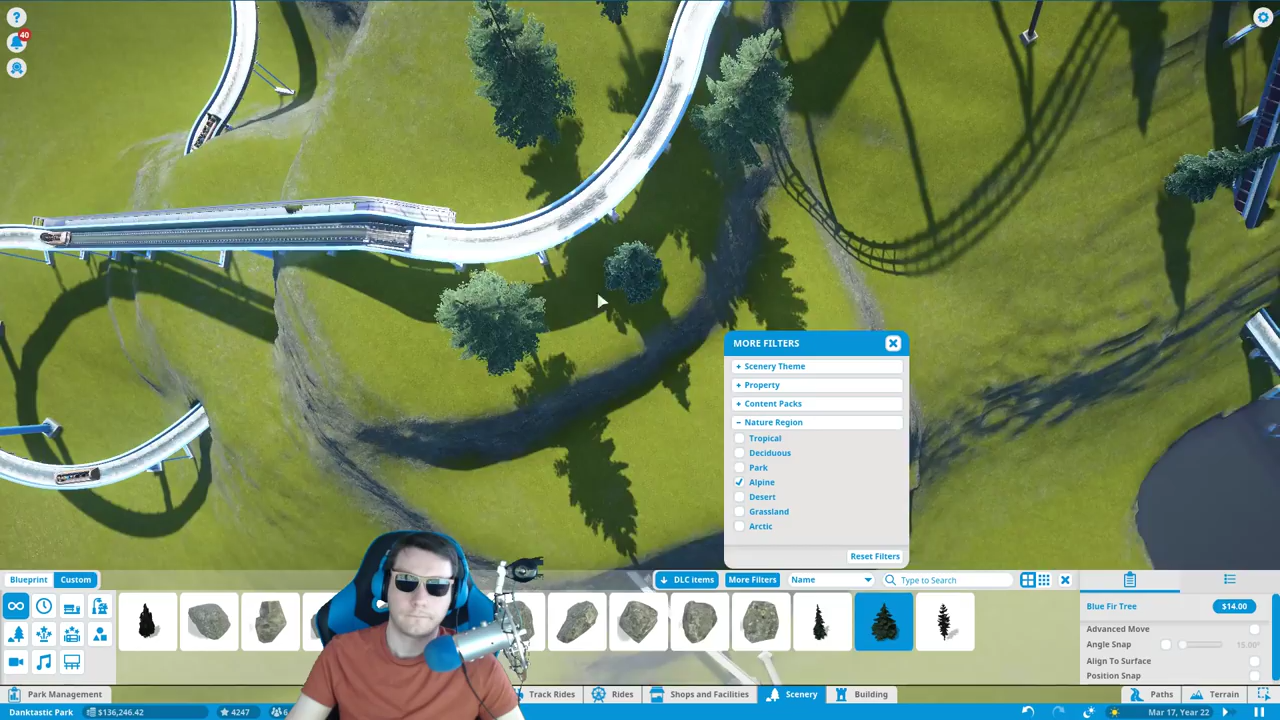 ?
40
MORE FILTERS
+ Scenery Theme
+ Property
+ Content Packs
− Nature Region
Tropical
Deciduous
Park
Alpine
Desert
Grassland
Arctic
Reset Filters
Blueprint Custom
DLC items More Filters Name Type to Search
Blue Fir Tree $14.00
Advanced Move
Angle Snap 15.00°
Align To Surface
Position Snap
Park Management Track Rides Rides Shops and Facilities Scenery Building Paths Terrain
Danktastic Park $136,246.42 4247 Mar 17, Year 22